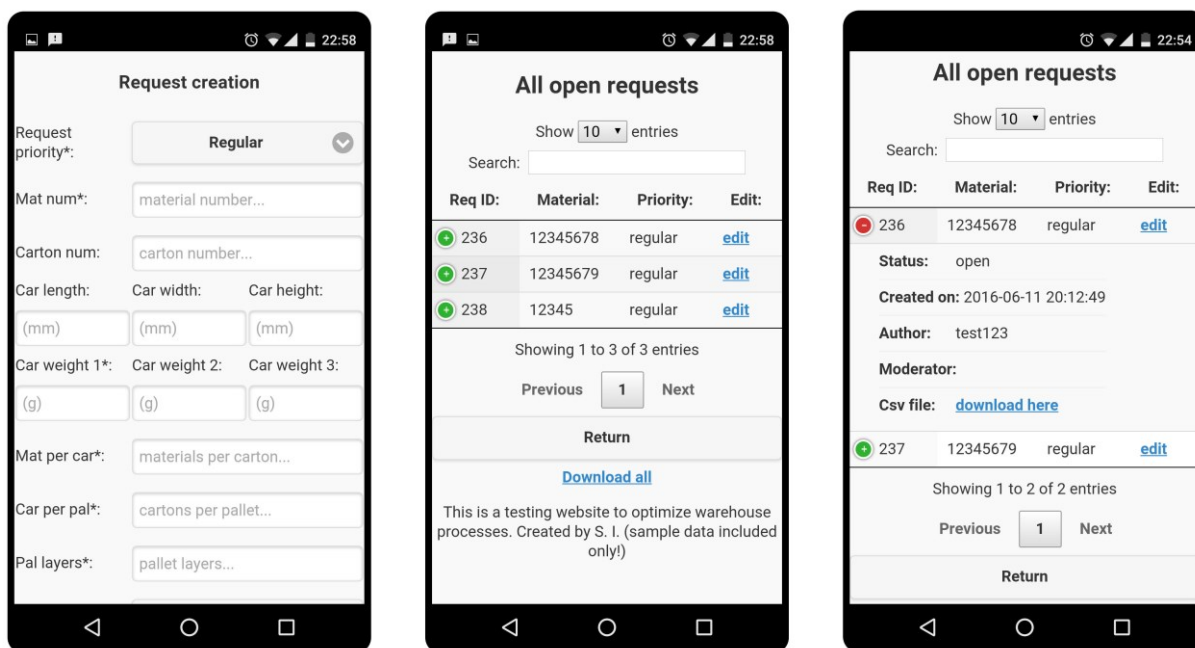 22:58
Request creation
Request
priority*:
Regular
Mat num*:
material number...
Carton num:
carton number...
Car length: Car width: Car height:
(mm) (mm) (mm)
Car weight 1*: Car weight 2: Car weight 3:
(g) (g) (g)
Mat per car*:
materials per carton...
Car per pal*:
cartons per pallet...
Pal layers*:
pallet layers...
22:58
All open requests
Show 10 entries
Search:
Req ID: Material: Priority: Edit:
236 12345678 regular edit
237 12345679 regular edit
238 12345 regular edit
Showing 1 to 3 of 3 entries
Previous 1 Next
Return
Download all
This is a testing website to optimize warehouse
processes. Created by S. I. (sample data included
only!)
22:54
All open requests
Show 10 entries
Search:
Req ID: Material: Priority: Edit:
236 12345678 regular edit
Status: open
Created on: 2016-06-11 20:12:49
Author: test123
Moderator:
Csv file: download here
237 12345679 regular edit
Showing 1 to 2 of 2 entries
Previous 1 Next
Return